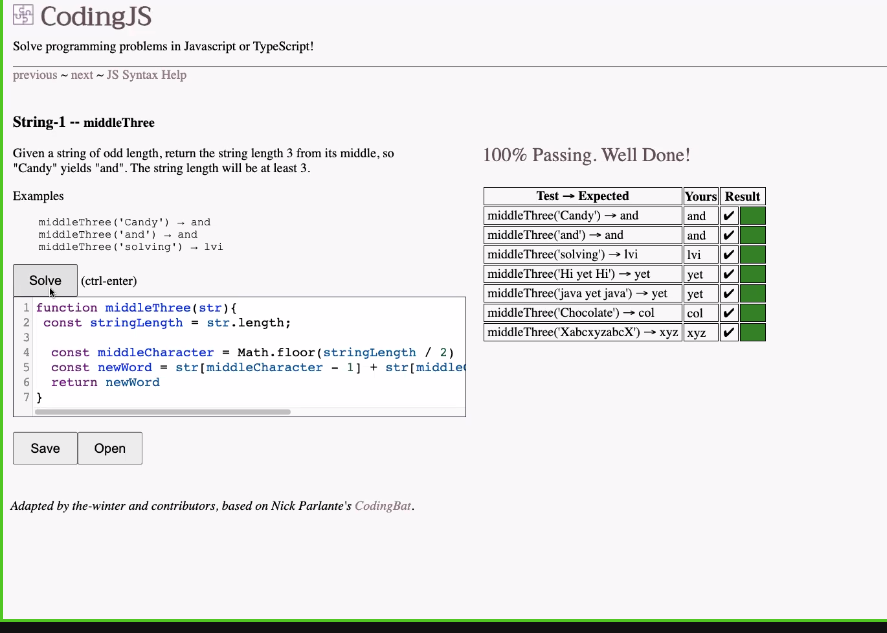 CodingJS
Solve programming problems in Javascript or TypeScript!
previous ~ next ~ JS Syntax Help
String-1 -- middleThree
Given a string of odd length, return the string length 3 from its middle, so
"Candy" yields "and". The string length will be at least 3.
Examples
middleThree('Candy') → and
middleThree('and') → and
middleThree('solving') → lvi
Solve (ctrl-enter)
1 function middleThree(str){
2 const stringLength = str.length;
3
4 const middleCharacter = Math.floor(stringLength / 2)
5 const newWord = str[middleCharacter - 1] + str[middle
6 return newWord
7 }
Save Open
Adapted by the-winter and contributors, based on Nick Parlante's CodingBat.
100% Passing. Well Done!
Test → Expected Yours Result
middleThree('Candy') → and and ✔
middleThree('and') → and and ✔
middleThree('solving') → lvi lvi ✔
middleThree('Hi yet Hi') → yet yet ✔
middleThree('java yet java') → yet yet ✔
middleThree('Chocolate') → col col ✔
middleThree('XabcxyzabcX') → xyz xyz ✔